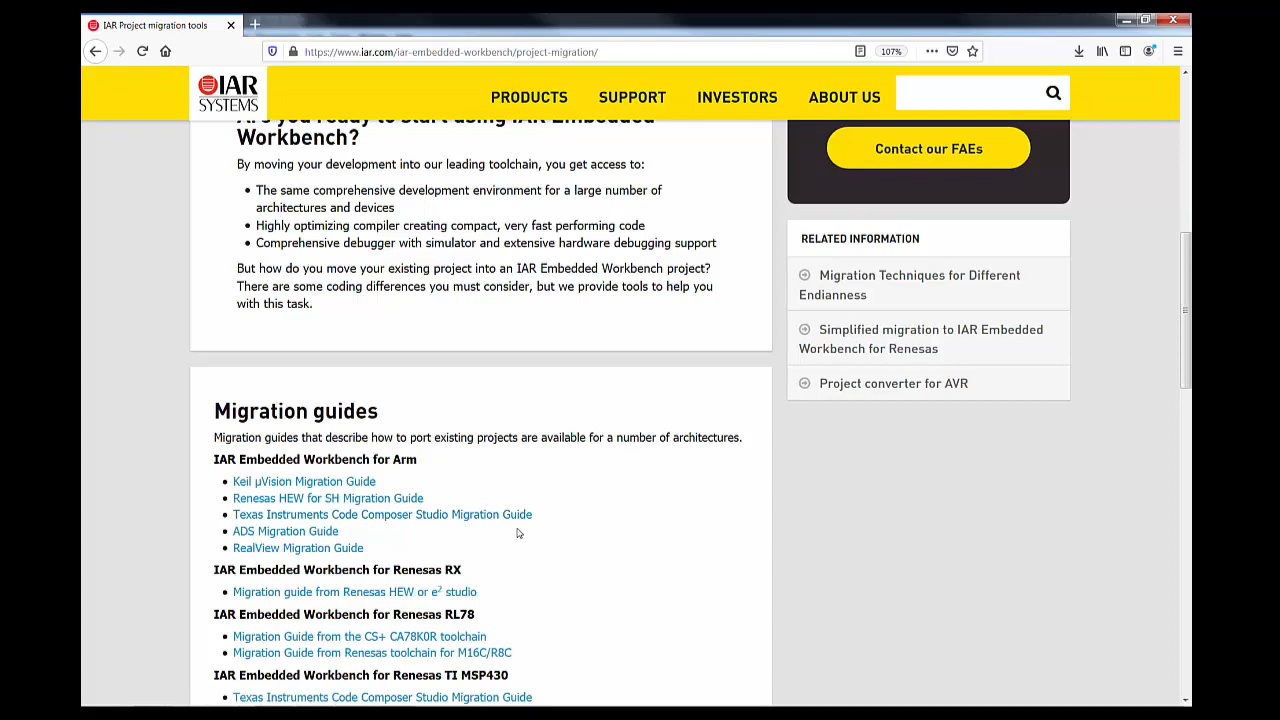 IAR Project migration tools
https://www.iar.com/iar-embedded-workbench/project-migration/
107%
IAR
SYSTEMS
PRODUCTS
SUPPORT
INVESTORS
ABOUT US
Are you ready to start using IAR Embedded
Workbench?
By moving your development into our leading toolchain, you get access to:
• The same comprehensive development environment for a large number of
architectures and devices
• Highly optimizing compiler creating compact, very fast performing code
• Comprehensive debugger with simulator and extensive hardware debugging support
But how do you move your existing project into an IAR Embedded Workbench project?
There are some coding differences you must consider, but we provide tools to help you
with this task.
Contact our FAEs
RELATED INFORMATION
Migration Techniques for Different
Endianness
Simplified migration to IAR Embedded
Workbench for Renesas
Project converter for AVR
Migration guides
Migration guides that describe how to port existing projects are available for a number of architectures.
IAR Embedded Workbench for Arm
• Keil µVision Migration Guide
• Renesas HEW for SH Migration Guide
• Texas Instruments Code Composer Studio Migration Guide
• ADS Migration Guide
• RealView Migration Guide
IAR Embedded Workbench for Renesas RX
• Migration guide from Renesas HEW or e² studio
IAR Embedded Workbench for Renesas RL78
• Migration Guide from the CS+ CA78K0R toolchain
• Migration Guide from Renesas toolchain for M16C/R8C
IAR Embedded Workbench for Renesas TI MSP430
• Texas Instruments Code Composer Studio Migration Guide